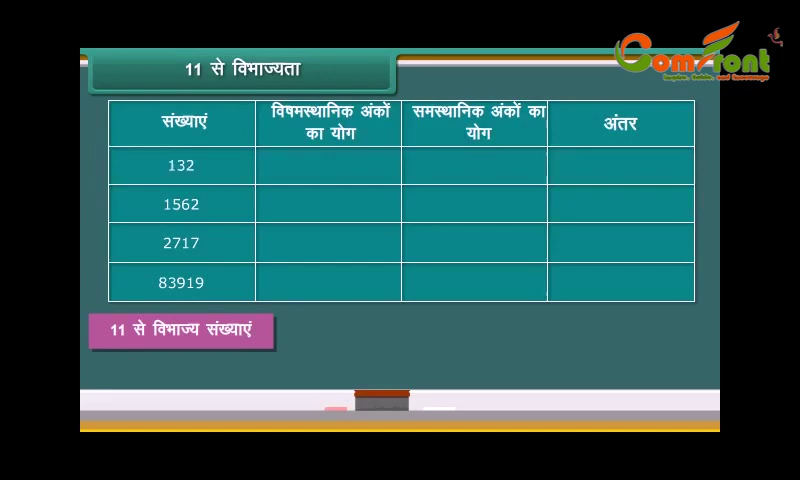 Comfront
11 से विभाज्यता
संख्याएं विषमस्थानिक अंकों का योग समस्थानिक अंकों का योग अंतर
132
1562
2717
83919
11 से विभाज्य संख्याएं